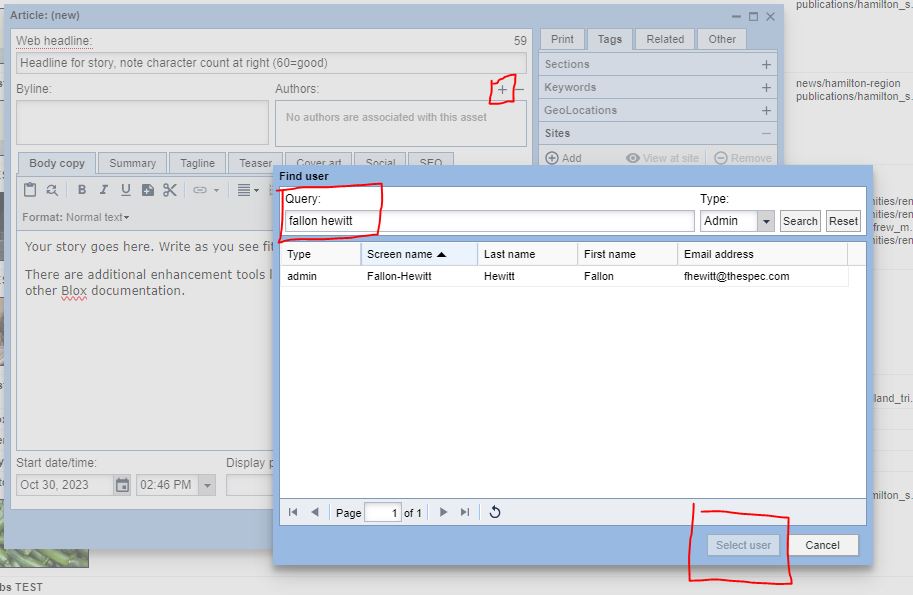 Article: (new)
publications/hamilton_s.
Web headline:
59
Headline for story, note character count at right (60=good)
Byline:
Authors:
+ −
No authors are associated with this asset
Print
Tags
Related
Other
Sections
Keywords
GeoLocations
Sites
Add
View at site
Remove
news/hamilton-region
publications/hamilton_s.
Body copy
Summary
Tagline
Teaser
Cover art
Social
SEO
B I U
Format: Normal text
Your story goes here. Write as you see fit
There are additional enhancement tools
other Blox documentation.
Start date/time:
Display
Oct 30, 2023
02:46 PM
Find user
Query:
Type:
fallon hewitt
Admin
Search
Reset
Type
Screen name
Last name
First name
Email address
admin
Fallon-Hewitt
Hewitt
Fallon
fhewitt@thespec.com
Page 1 of 1
Select user
Cancel
nities/ren
nities/ren
frew_m.
nities/ren
land_tri.
milton_s.
bs TEST